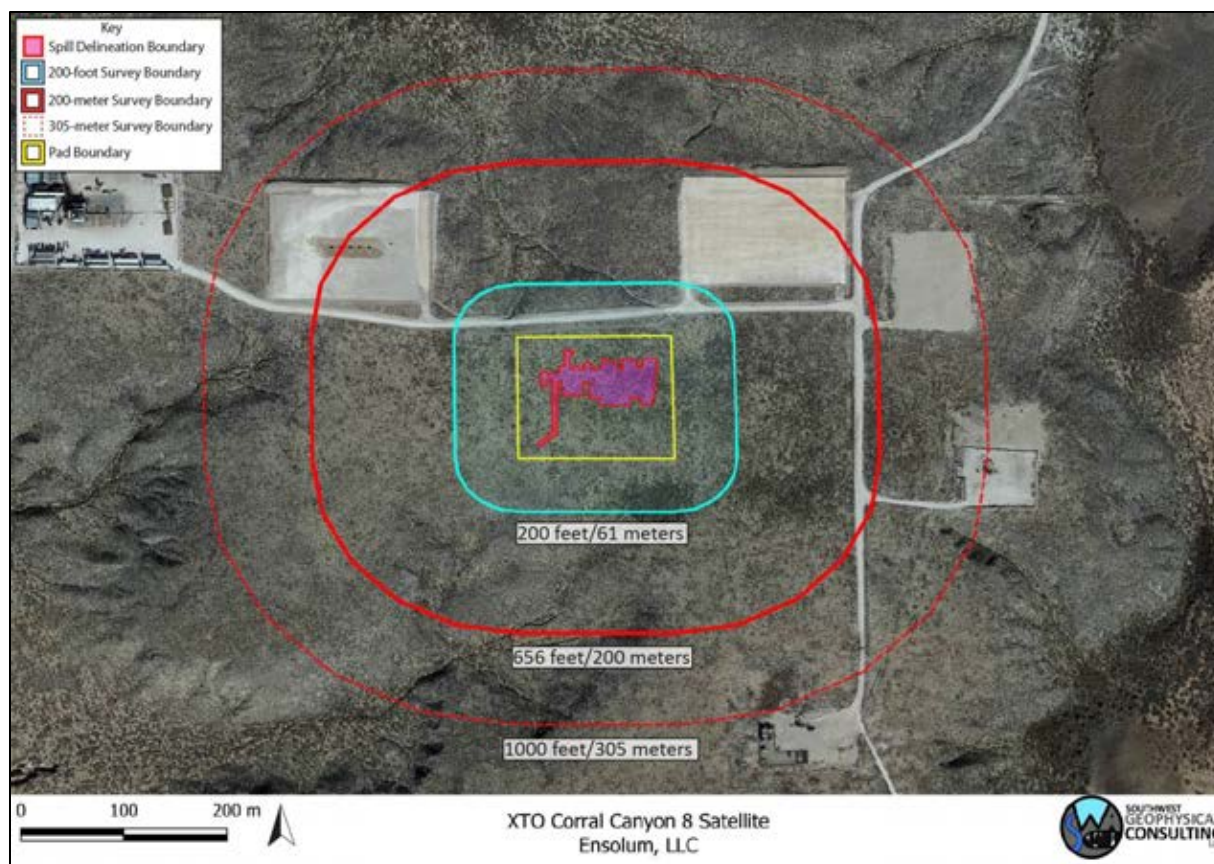 Key
Spill Delineation Boundary
200-foot Survey Boundary
200-meter Survey Boundary
305-meter Survey Boundary
Pad Boundary
200 feet/61 meters
656 feet/200 meters
1000 feet/305 meters
0 100 200 m
XTO Corral Canyon 8 Satellite
Ensolum, LLC
SOUTHWEST
GEOPHYSICAL
CONSULTING